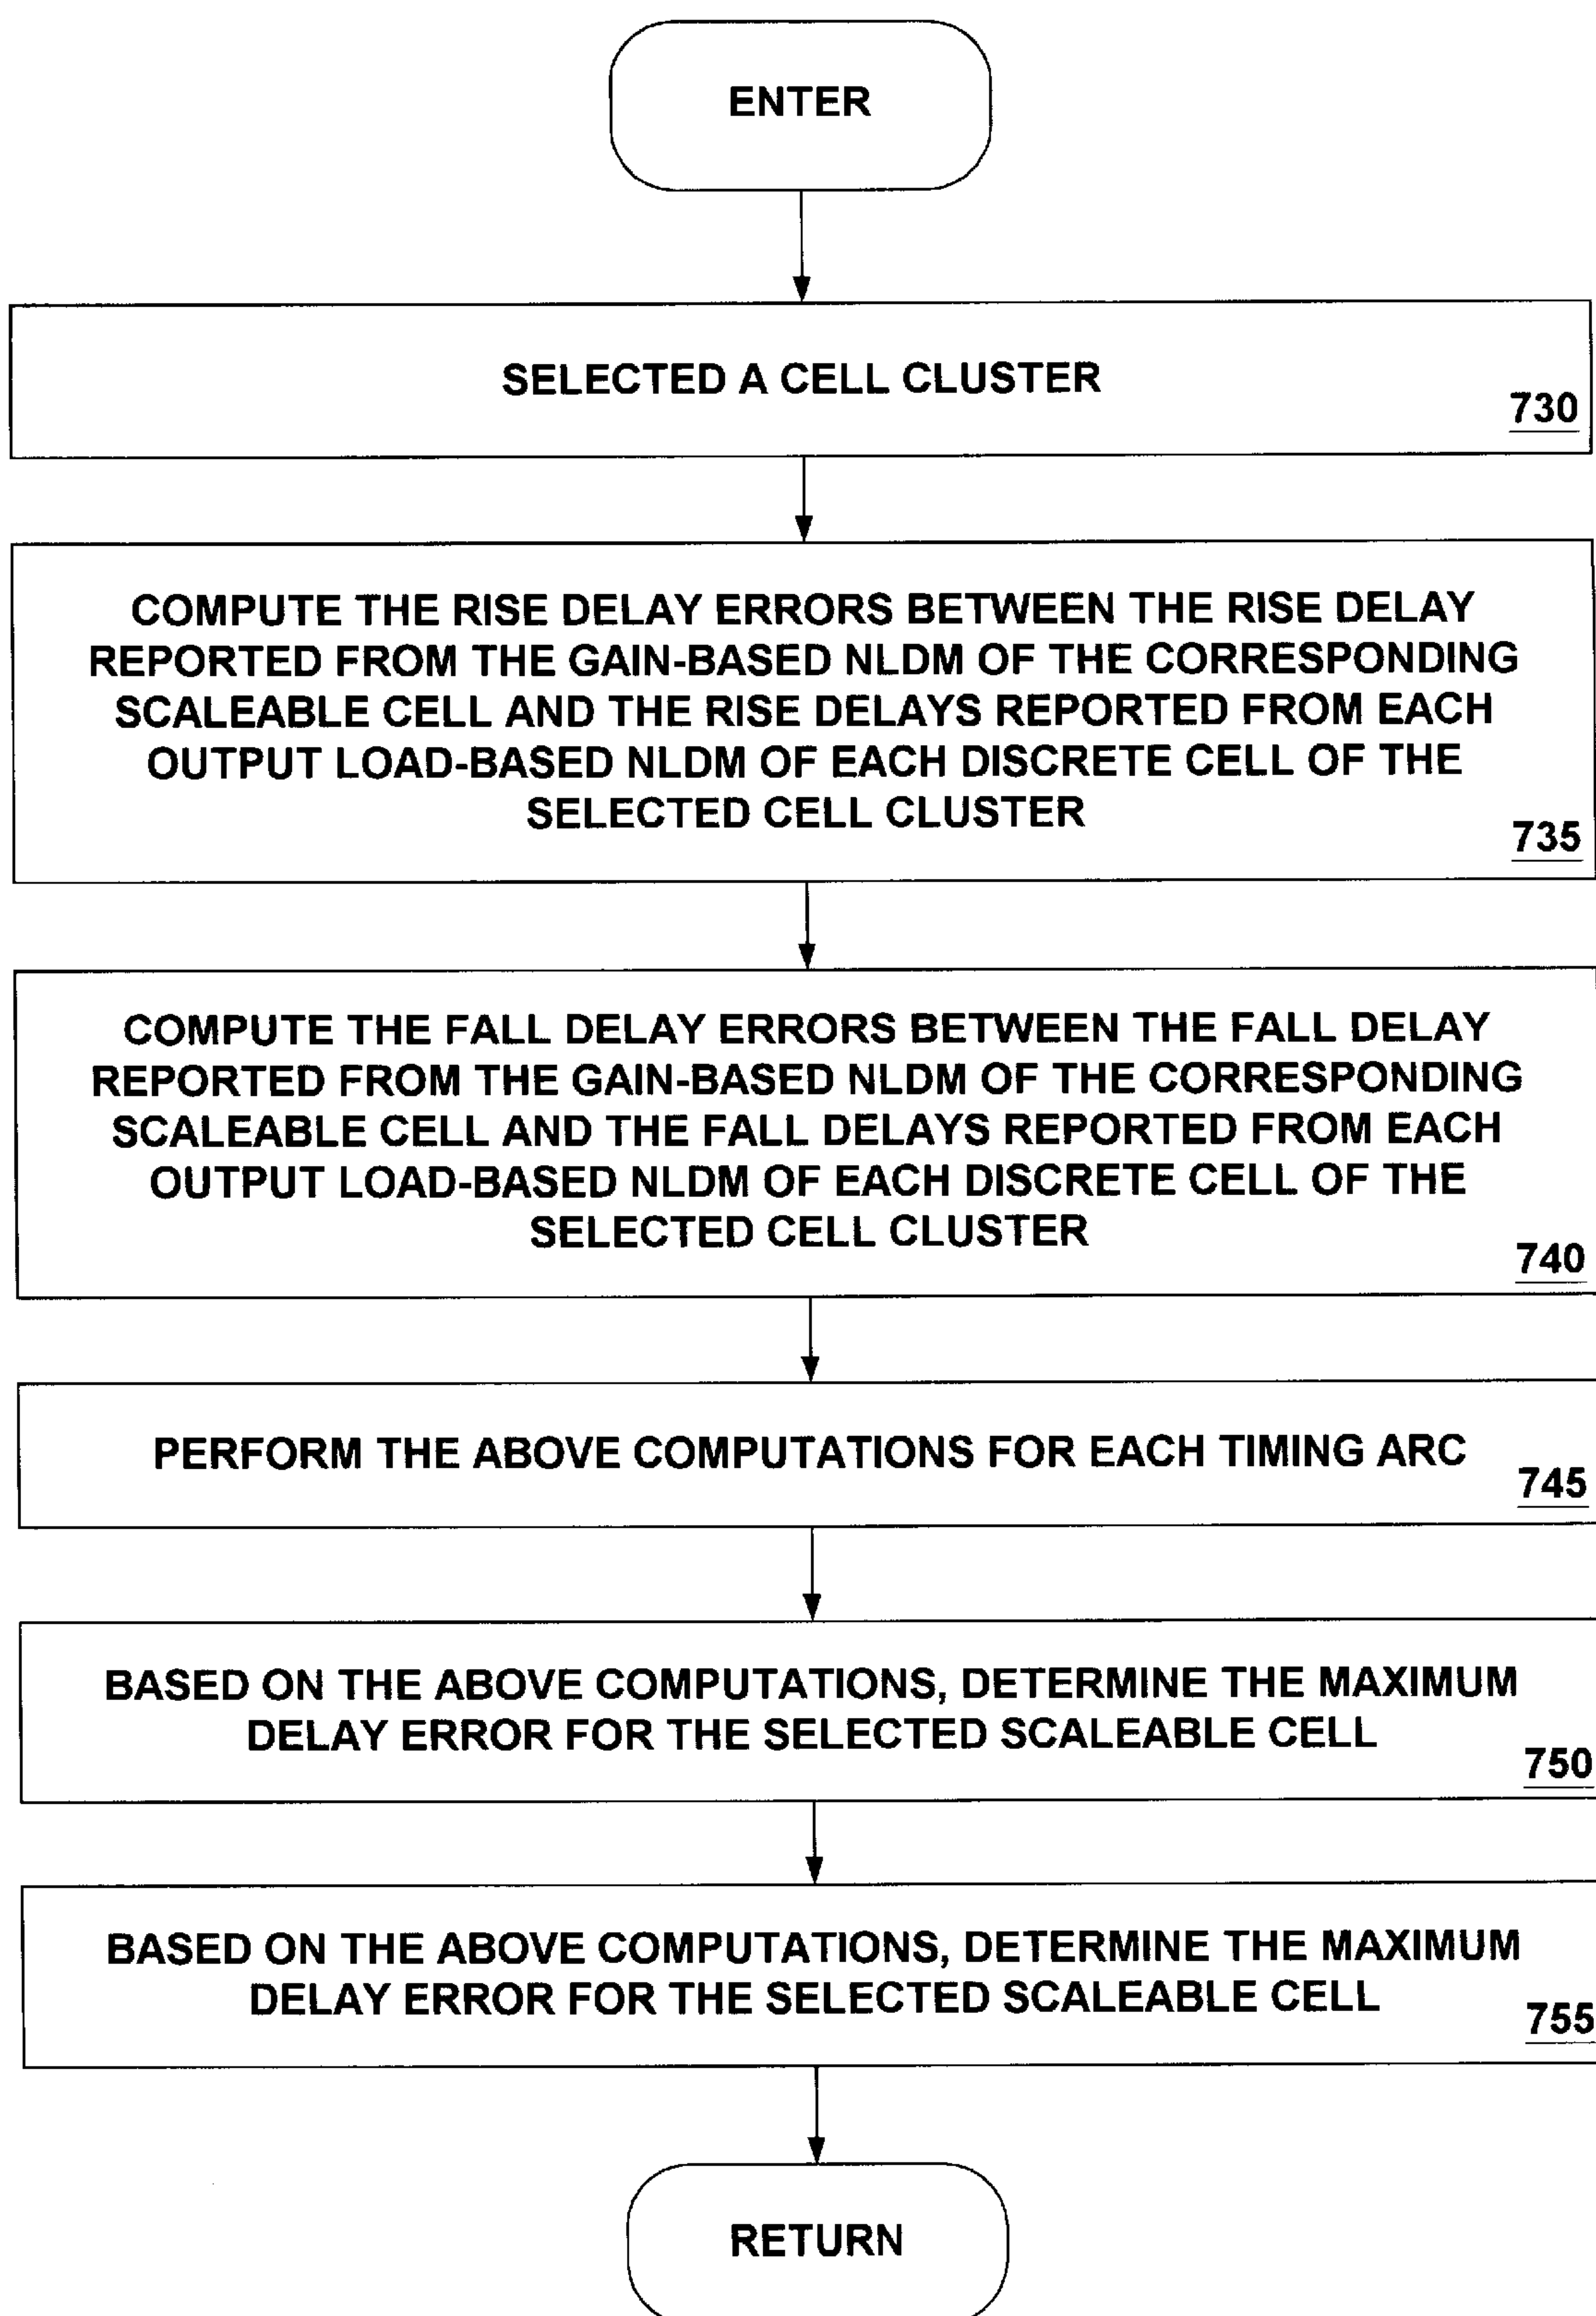 ENTER
SELECTED A CELL CLUSTER
730
COMPUTE THE RISE DELAY ERRORS BETWEEN THE RISE DELAY
REPORTED FROM THE GAIN-BASED NLDM OF THE CORRESPONDING
SCALEABLE CELL AND THE RISE DELAYS REPORTED FROM EACH
OUTPUT LOAD-BASED NLDM OF EACH DISCRETE CELL OF THE
SELECTED CELL CLUSTER
735
COMPUTE THE FALL DELAY ERRORS BETWEEN THE FALL DELAY
REPORTED FROM THE GAIN-BASED NLDM OF THE CORRESPONDING
SCALEABLE CELL AND THE FALL DELAYS REPORTED FROM EACH
OUTPUT LOAD-BASED NLDM OF EACH DISCRETE CELL OF THE
SELECTED CELL CLUSTER
740
PERFORM THE ABOVE COMPUTATIONS FOR EACH TIMING ARC
745
BASED ON THE ABOVE COMPUTATIONS, DETERMINE THE MAXIMUM
DELAY ERROR FOR THE SELECTED SCALEABLE CELL
750
BASED ON THE ABOVE COMPUTATIONS, DETERMINE THE MAXIMUM
DELAY ERROR FOR THE SELECTED SCALEABLE CELL
755
RETURN